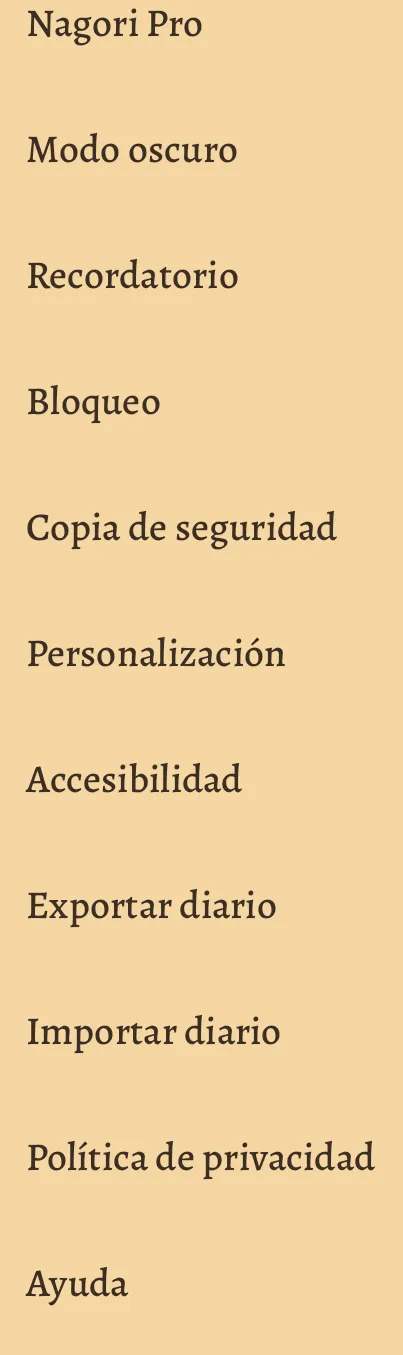 Nagori Pro
Modo oscuro
Recordatorio
Bloqueo
Copia de seguridad
Personalización
Accesibilidad
Exportar diario
Importar diario
Política de privacidad
Ayuda